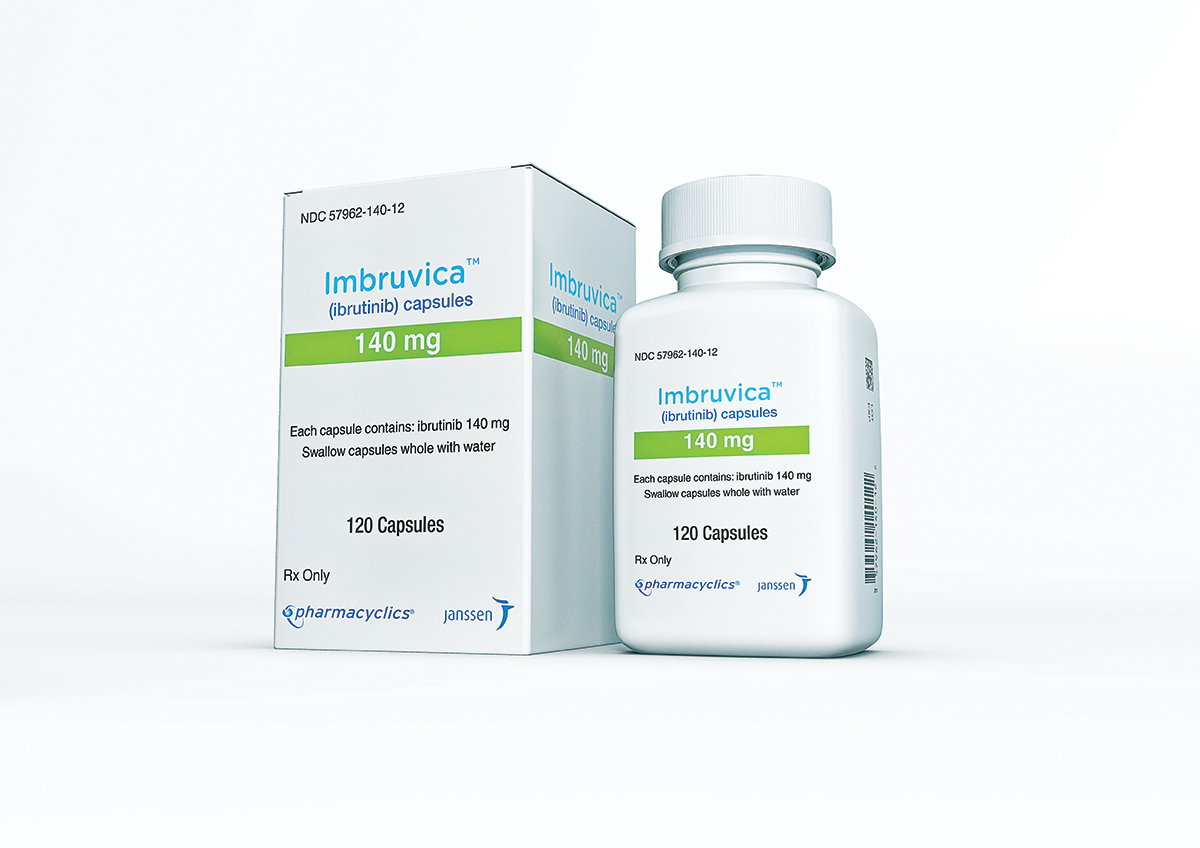 NDC 57962-140-12
Imbruvica™
(ibrutinib) capsules
140 mg
Each capsule contains: ibrutinib 140 mg
Swallow capsules whole with water
120 Capsules
Rx Only
pharmacyclics® janssen
Imbruvica™
(ibrutinib) capsule
140 mg
NDC 57962-140-12
Imbruvica™
(ibrutinib) capsules
140 mg
Each capsule contains: ibrutinib 140 mg
Swallow capsules whole with water
120 Capsules
Rx Only
pharmacyclics® janssen